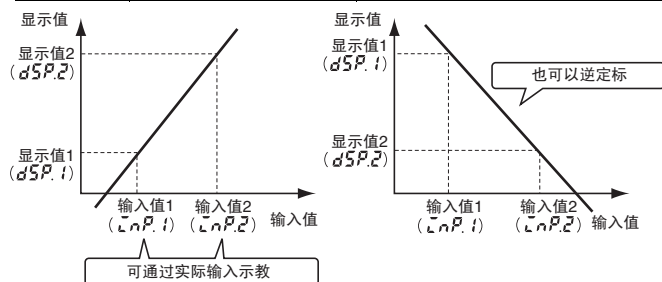 显示值
显示值2
(dSP.2)
显示值1
(dSP.1)
输入值1
(inP.1)
输入值2
(inP.2)
输入值
可通过实际输入示教
显示值
显示值1
(dSP.1)
显示值2
(dSP.2)
也可以逆定标
输入值1
(inP.1)
输入值2
(inP.2)
输入值